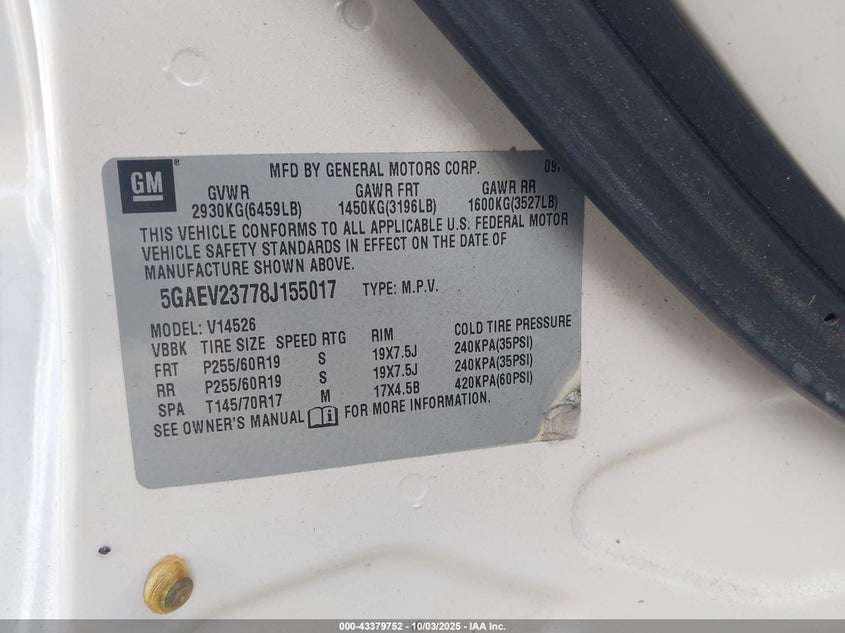 GM ®
MFD BY GENERAL MOTORS CORP. 09/
GVWR GAWR FRT GAWR RR
2930KG(6459LB) 1450KG(3196LB) 1600KG(3527LB)
THIS VEHICLE CONFORMS TO ALL APPLICABLE U.S. FEDERAL MOTOR
VEHICLE SAFETY STANDARDS IN EFFECT ON THE DATE OF
MANUFACTURE SHOWN ABOVE.
5GAEV23778J155017 TYPE: M.P.V.
MODEL: V14526
VBBK TIRE SIZE SPEED RTG RIM COLD TIRE PRESSURE
FRT P255/60R19 S 19X7.5J 240KPA(35PSI)
RR P255/60R19 S 19X7.5J 240KPA(35PSI)
SPA T145/70R17 M 17X4.5B 420KPA(60PSI)
SEE OWNER'S MANUAL FOR MORE INFORMATION.
000-43379752 - 10/03/2025 - IAA Inc.